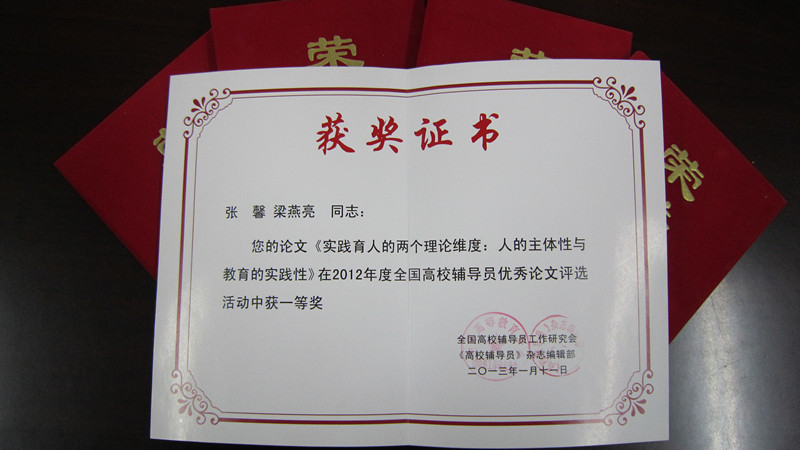 荣
荣
荣
获奖证书
张 馨 梁燕亮 同志：
您的论文《实践育人的两个理论维度：人的主体性与
教育的实践性》在2012年度全国高校辅导员优秀论文评选
活动中获一等奖
全国高校辅导员工作研究会
《高校辅导员》杂志编辑部
二〇一三年一月十一日